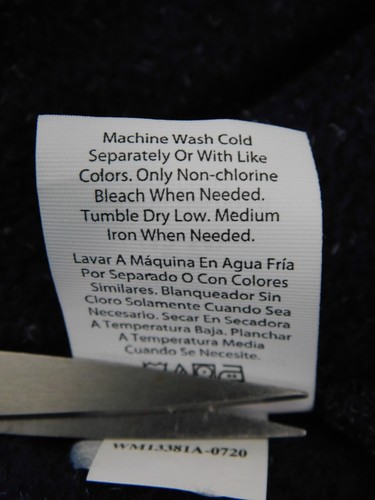 Machine Wash Cold
Separately Or With Like
Colors. Only Non-chlorine
Bleach When Needed.
Tumble Dry Low. Medium
Iron When Needed.
Lavar A Máquina En Agua Fría
Por Separado O Con Colores
Similares. Blanqueador Sin
Cloro Solamente Cuando Sea
Necesario. Secar En Secadora
A Temperatura Baja. Planchar
A Temperatura Media
Cuando Se Necesite.
WM13381A-0720